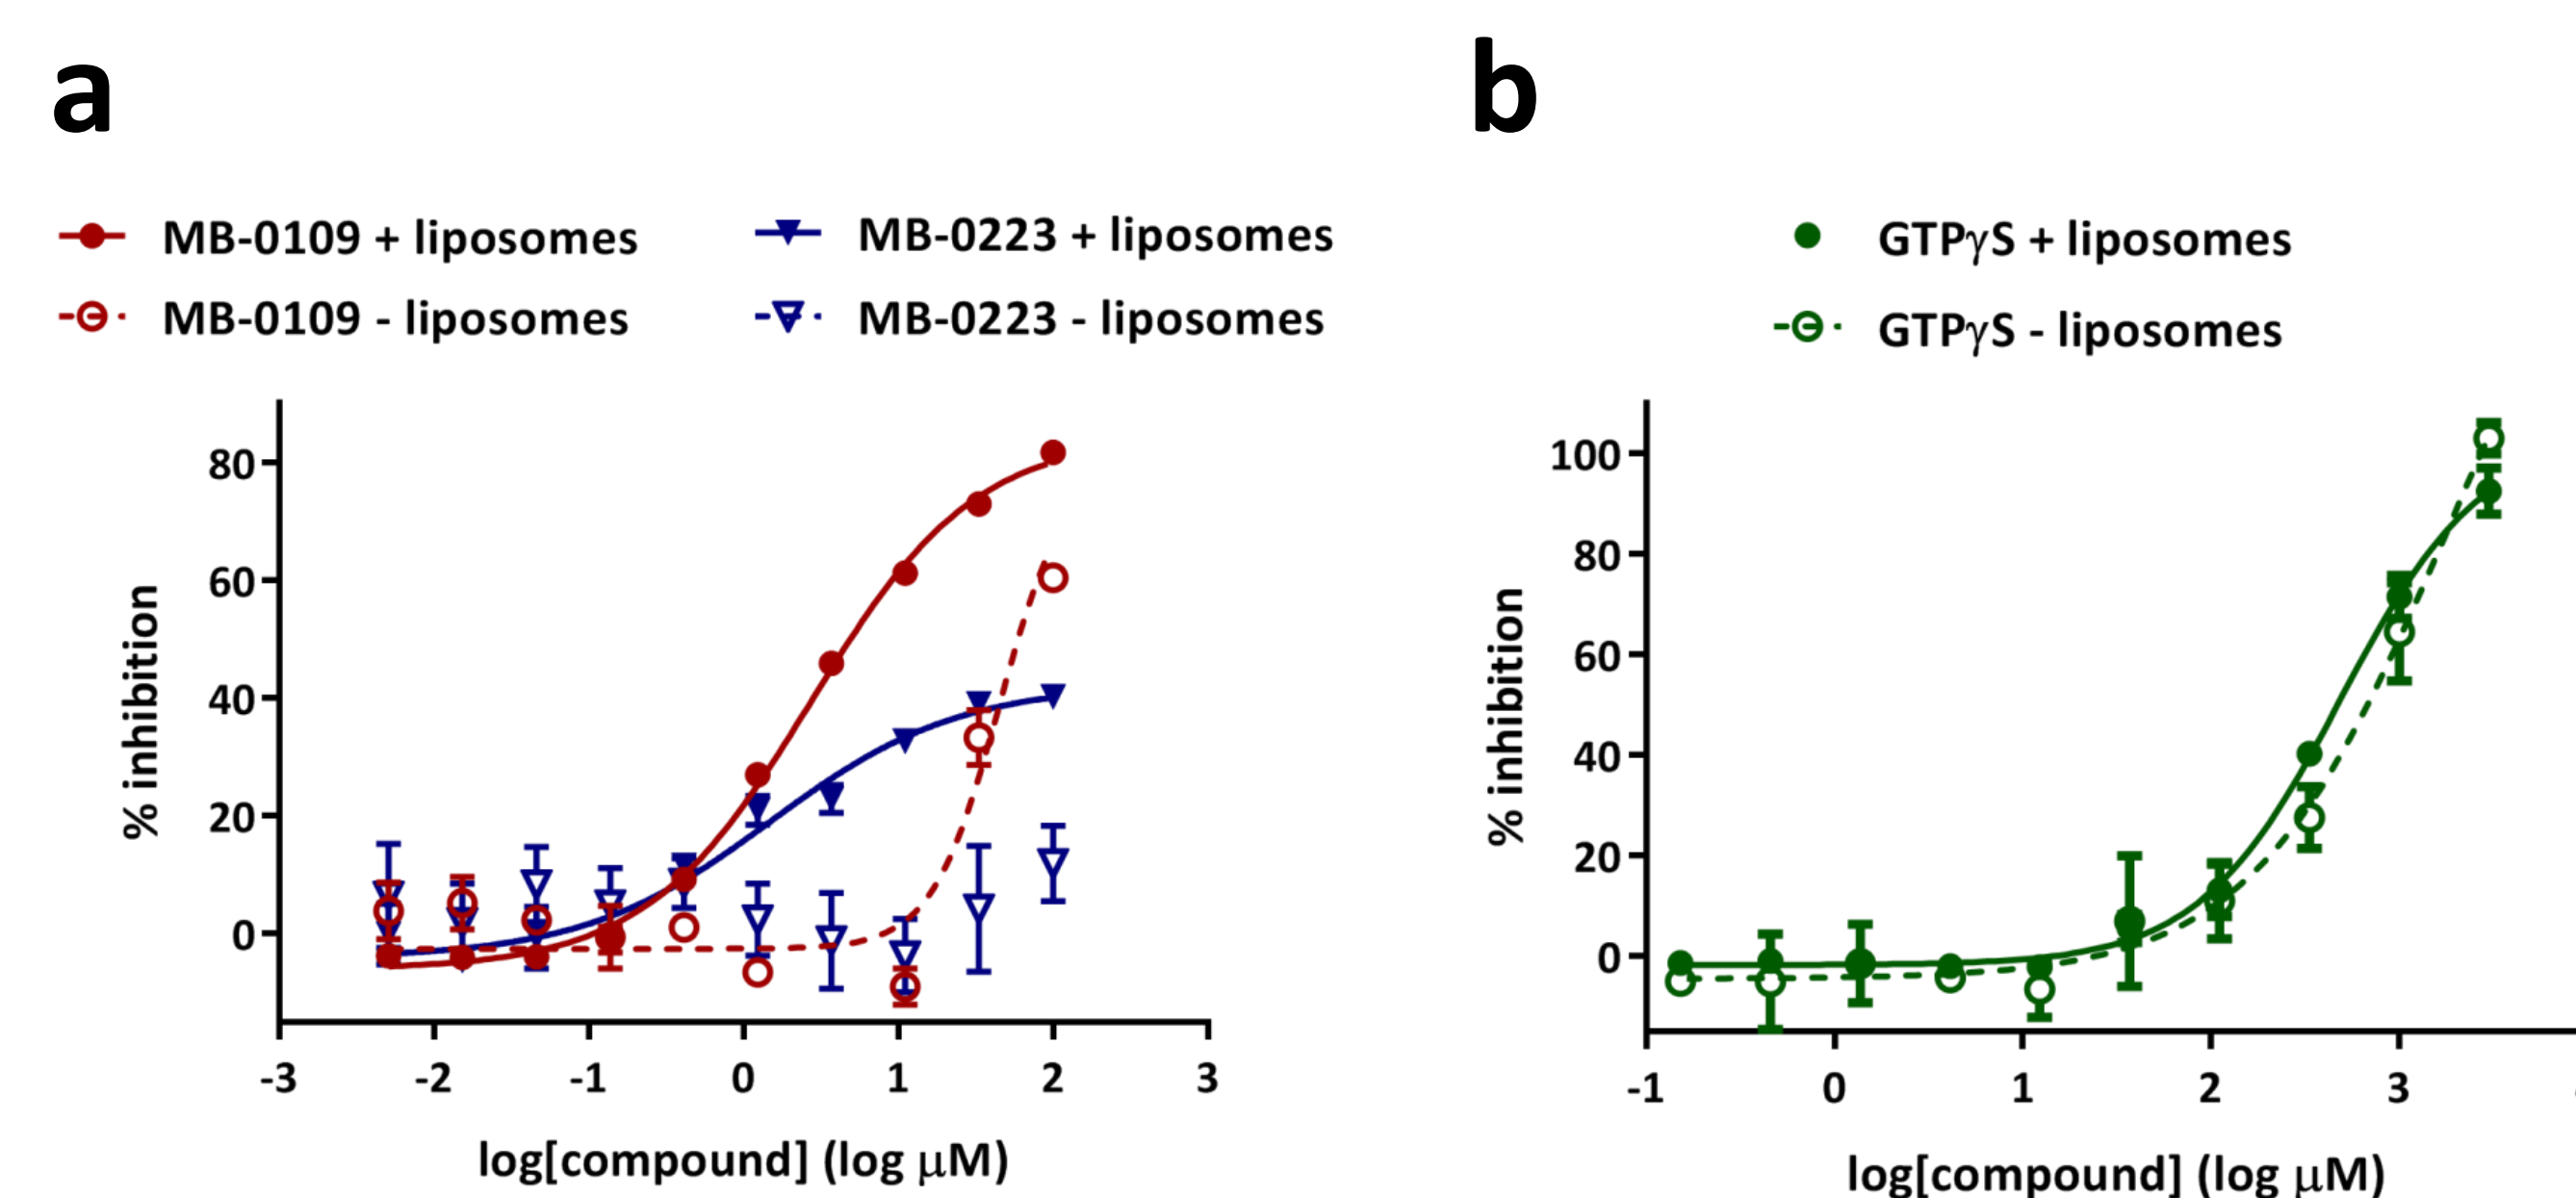 a
MB-0109 + liposomes
MB-0223 + liposomes
MB-0109 - liposomes
MB-0223 - liposomes
% inhibition
80
60
40
20
0
-3 -2 -1 0 1 2 3
log[compound] (log μM)
b
GTPγS + liposomes
GTPγS - liposomes
% inhibition
100
80
60
40
20
0
-1 0 1 2 3
log[compound] (log μM)